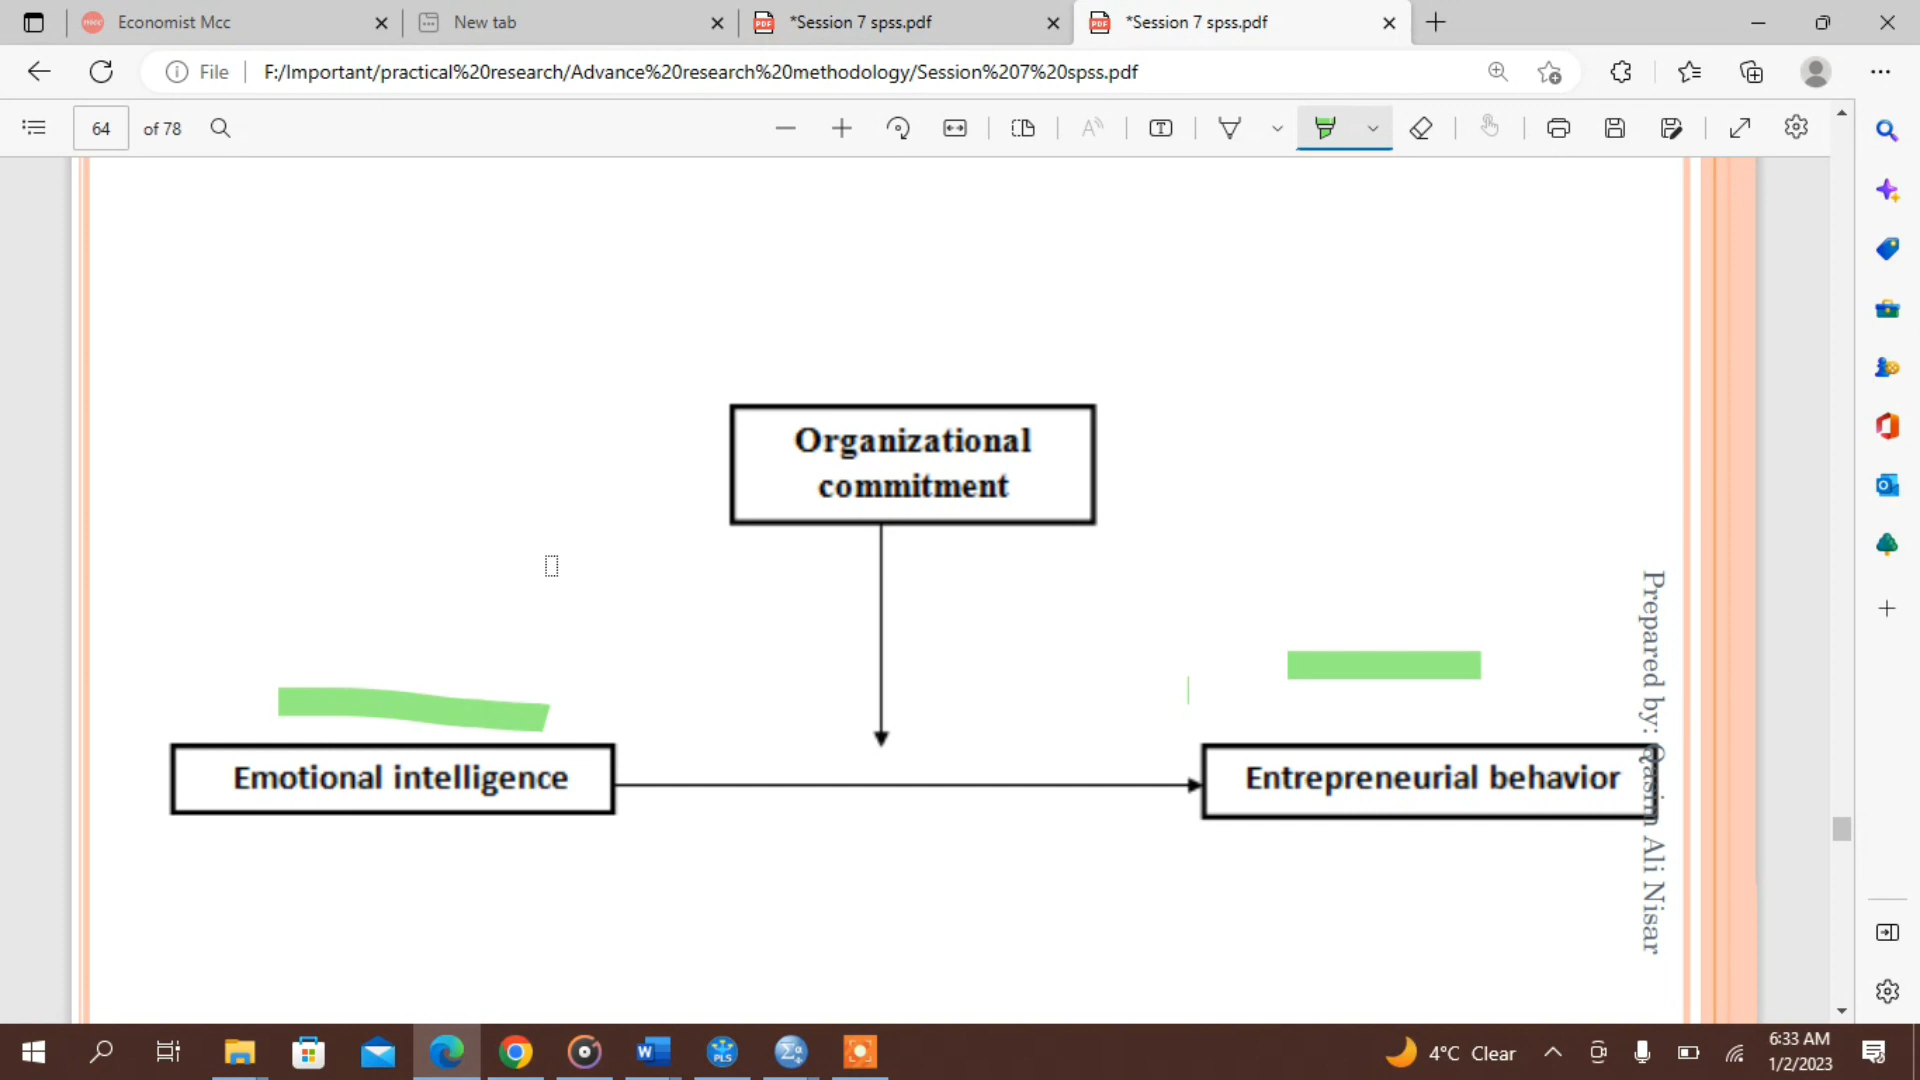 Economist Mcc
New tab
*Session 7 spss.pdf
*Session 7 spss.pdf
File
F:/Important/practical%20research/Advance%20research%20methodology/Session%207%20spss.pdf
64
of 78
Organizational
commitment
Emotional intelligence
Entrepreneurial behavior
Prepared by: Qasim Ali Nisar
4°C Clear
6:33 AM
1/2/2023